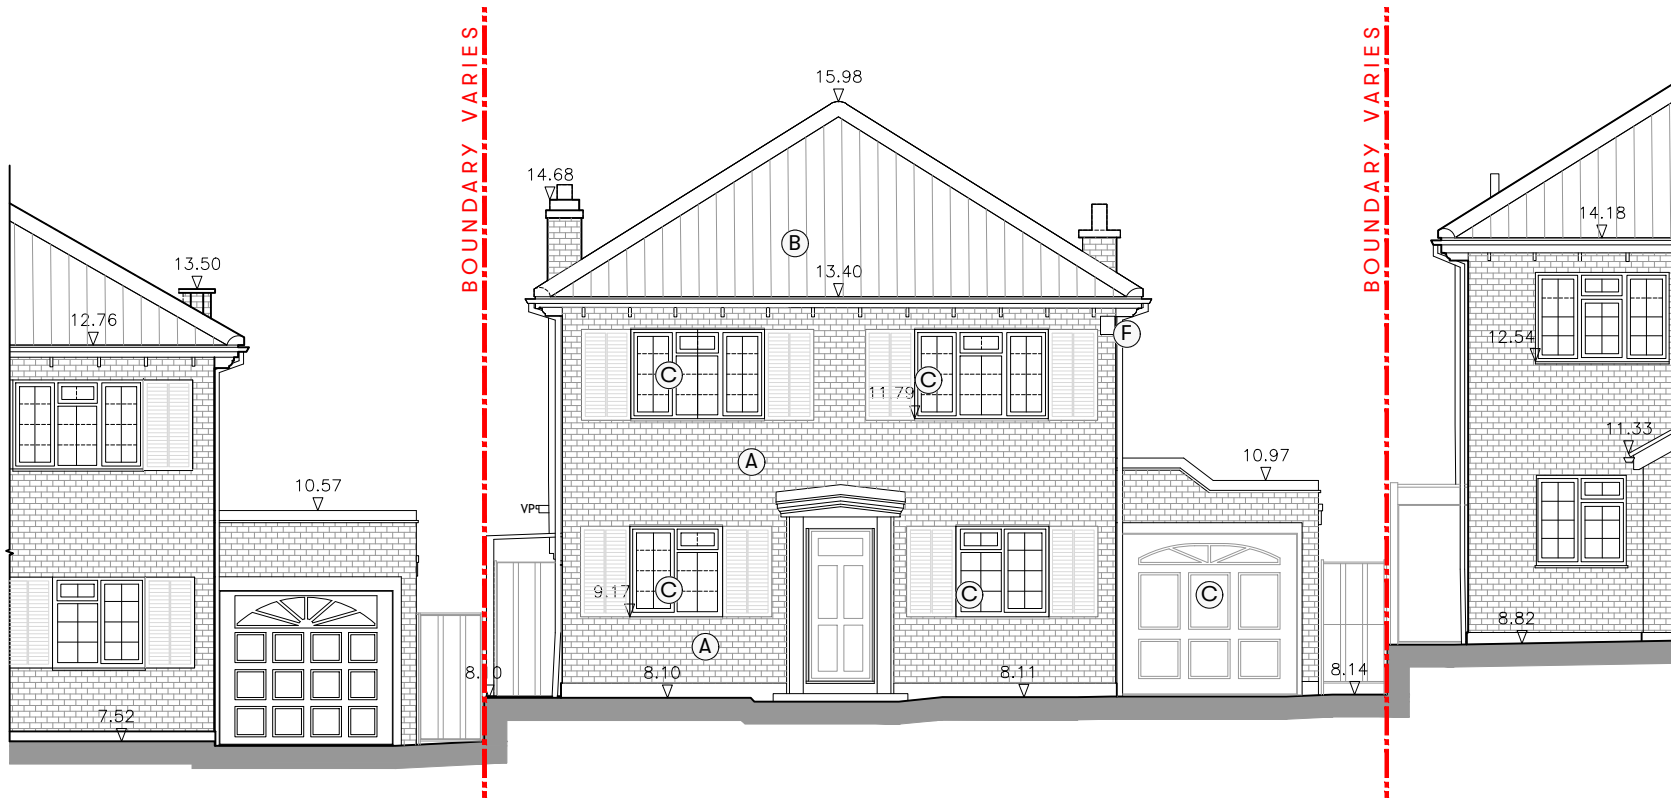 BOUNDARY VARIES
BOUNDARY VARIES
15.98
14.68
13.50
12.76
B
13.40
14.18
F
12.54
C
C
11.79
11.33
A
10.57
10.97
VP
C
9.17
C
C
A
8.10
8.11
8.14
8.82
7.52